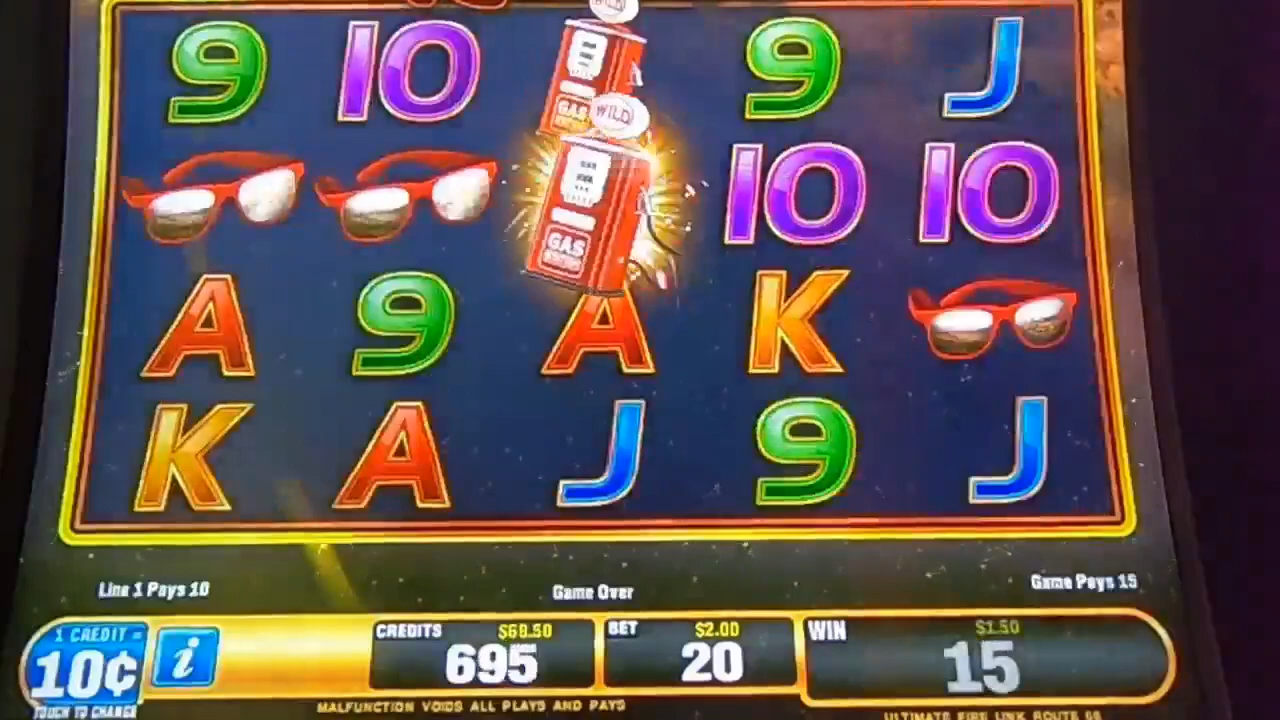 9 10 9 J
WILD
GAS
10 10
GAS
A 9 A K
K A J 9 J
Line 1 Pays 10
Game Over
Game Pays 15
1 CREDIT =
10¢
TOUCH TO CHANGE
i
CREDITS $68.50
695
BET $2.00
20
WIN $1.50
15
MALFUNCTION VOIDS ALL PLAYS AND PAYS
ULTIMATE FIRE LINK ROUTE 66